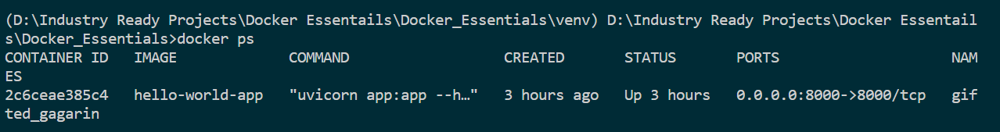 (D:\Industry Ready Projects\Docker Essentails\Docker_Essentials\venv) D:\Industry Ready Projects\Docker Essentail
s\Docker_Essentials>docker ps
CONTAINER ID   IMAGE             COMMAND                  CREATED       STATUS       PORTS                    NAM
ES
2c6ceae385c4   hello-world-app   "uvicorn app:app --h…"   3 hours ago   Up 3 hours   0.0.0.0:8000->8000/tcp   gif
ted_gagarin